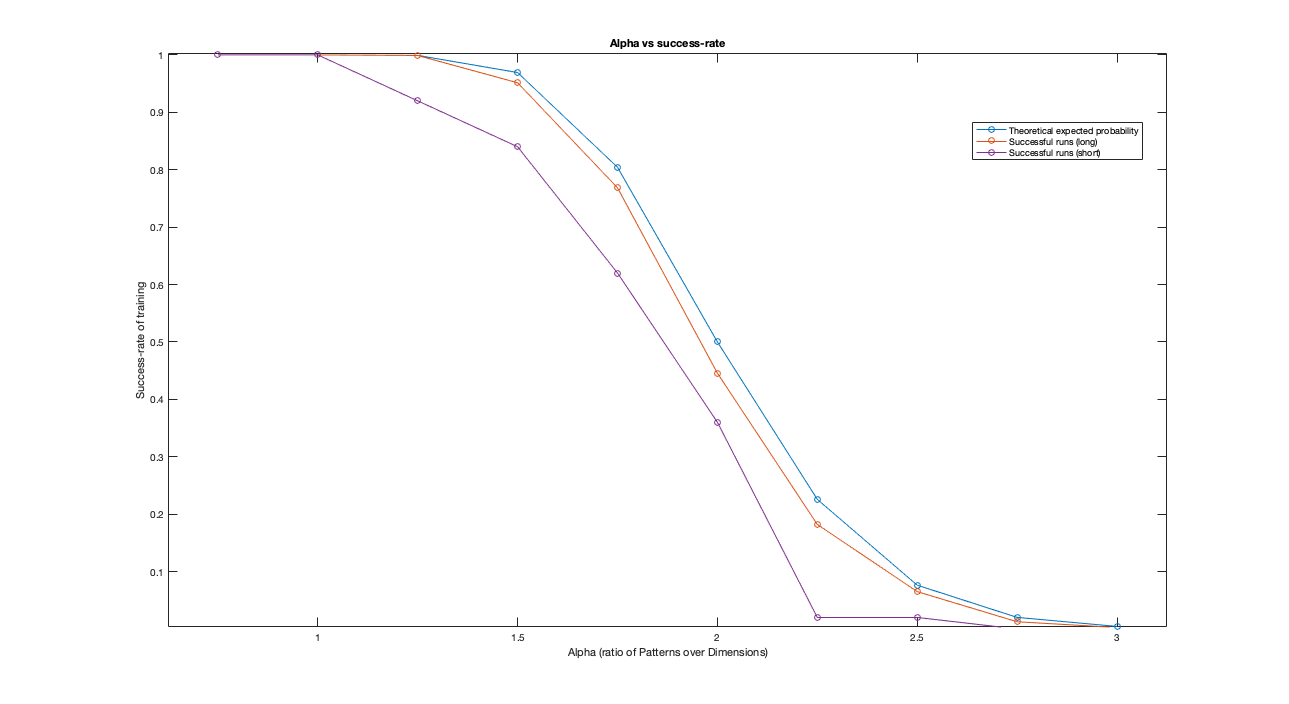 Alpha vs success-rate
1
0.9
0.8
0.7
0.6
0.5
0.4
0.3
0.2
0.1
Success-rate of training
Theoretical expected probability
Successful runs (long)
Successful runs (short)
1
1.5
2
2.5
3
Alpha (ratio of Patterns over Dimensions)